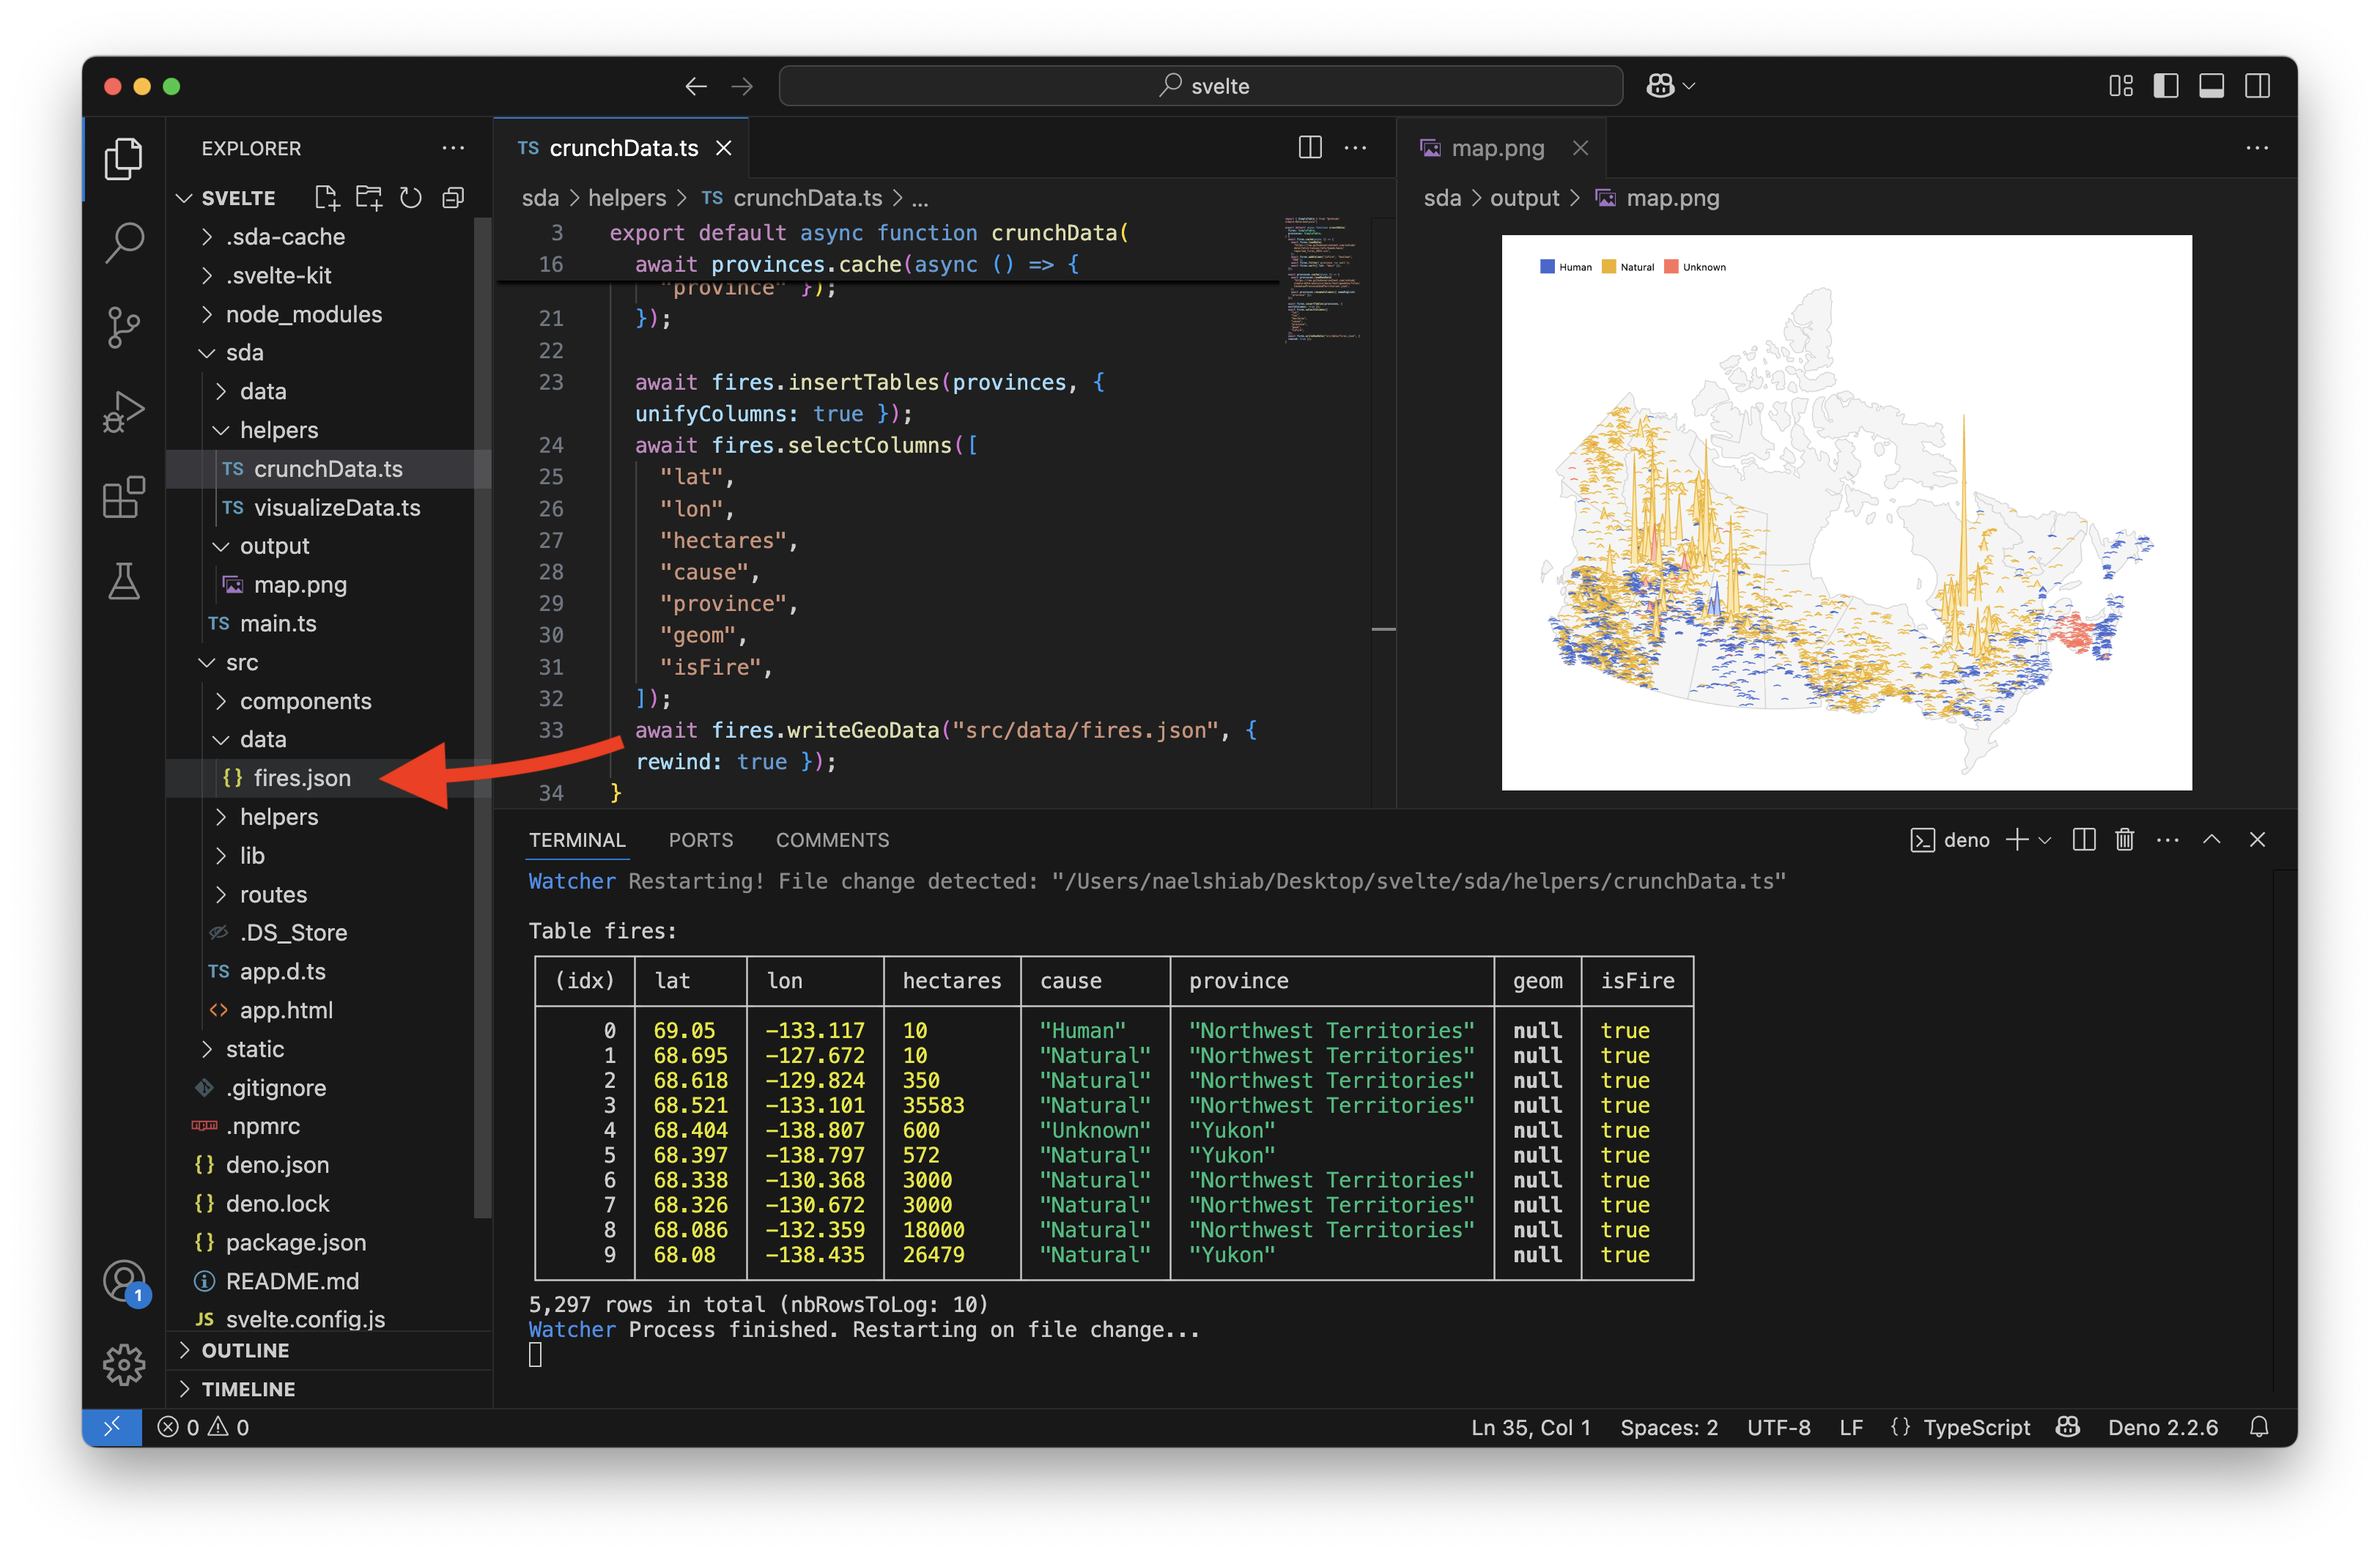 svelte
EXPLORER
SVELTE
.sda-cache
.svelte-kit
node_modules
sda
data
helpers
TS crunchData.ts
TS visualizeData.ts
output
map.png
TS main.ts
src
components
data
{} fires.json
helpers
lib
routes
.DS_Store
TS app.d.ts
<> app.html
static
.gitignore
.npmrc
{} deno.json
{} deno.lock
{} package.json
README.md
JS svelte.config.js
OUTLINE
TIMELINE
1
TS crunchData.ts
sda > helpers > TS crunchData.ts > ...
3 export default async function crunchData(
16 await provinces.cache(async () => {
"province" });
21 });
22
23 await fires.insertTables(provinces, {
unifyColumns: true });
24 await fires.selectColumns([
25 "lat",
26 "lon",
27 "hectares",
28 "cause",
29 "province",
30 "geom",
31 "isFire",
32 ]);
33 await fires.writeGeoData("src/data/fires.json", {
rewind: true });
34 }
map.png
sda > output > map.png
Human Natural Unknown
TERMINAL PORTS COMMENTS
deno
Watcher Restarting! File change detected: "/Users/naelshiab/Desktop/svelte/sda/helpers/crunchData.ts"
Table fires:
(idx) lat lon hectares cause province geom isFire
0 69.05 -133.117 10 "Human" "Northwest Territories" null true
1 68.695 -127.672 10 "Natural" "Northwest Territories" null true
2 68.618 -129.824 350 "Natural" "Northwest Territories" null true
3 68.521 -133.101 35583 "Natural" "Northwest Territories" null true
4 68.404 -138.807 600 "Unknown" "Yukon" null true
5 68.397 -138.797 572 "Natural" "Yukon" null true
6 68.338 -130.368 3000 "Natural" "Northwest Territories" null true
7 68.326 -130.672 3000 "Natural" "Northwest Territories" null true
8 68.086 -132.359 18000 "Natural" "Northwest Territories" null true
9 68.08 -138.435 26479 "Natural" "Yukon" null true
5,297 rows in total (nbRowsToLog: 10)
Watcher Process finished. Restarting on file change...
0 0
Ln 35, Col 1 Spaces: 2 UTF-8 LF {} TypeScript Deno 2.2.6